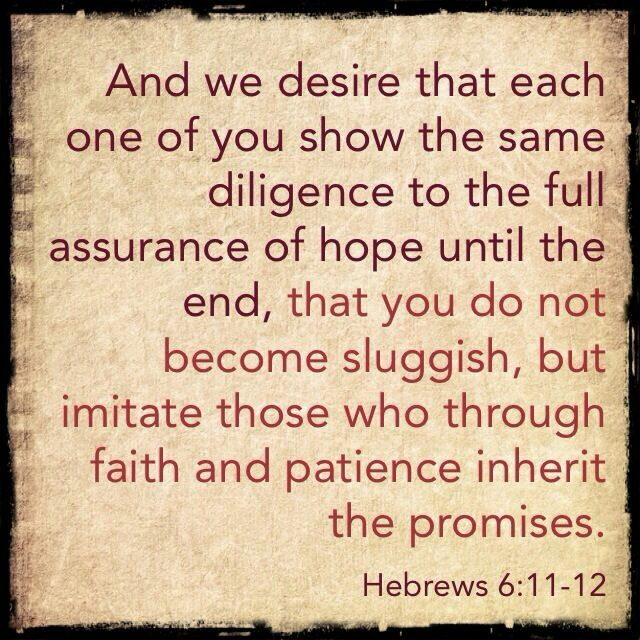 And we desire that each
one of you show the same
diligence to the full
assurance of hope until the
end, that you do not
become sluggish, but
imitate those who through
faith and patience inherit
the promises.
Hebrews 6:11-12